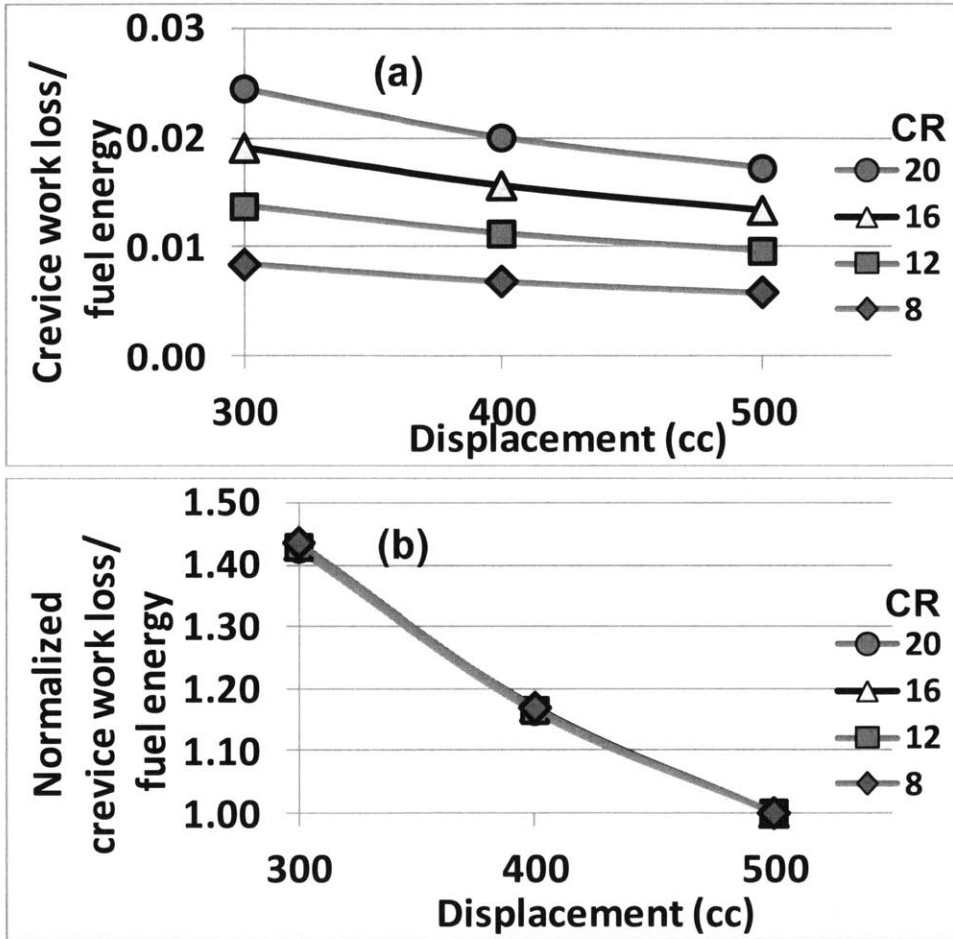 0.03
(a)
Crevice work loss/
fuel energy
0.02
0.01
0.00
300
400
500
Displacement (cc)
CR
20
16
12
8
1.50
(b)
Normalized
crevice work loss/
fuel energy
1.40
1.30
1.20
1.10
1.00
300
400
500
Displacement (cc)
CR
20
16
12
8